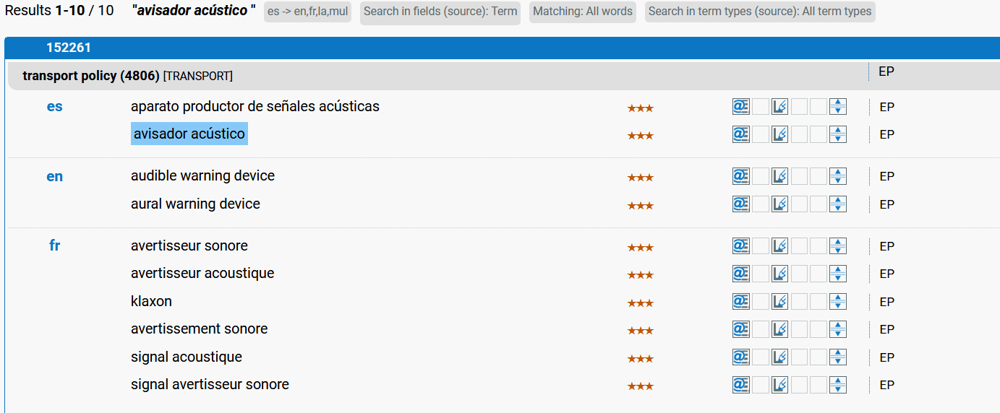 Results 1-10 / 10 "avisador acústico " es -> en,fr,la,mul Search in fields (source): Term Matching: All words Search in term types (source): All term types
152261
transport policy (4806) [TRANSPORT] EP
es aparato productor de señales acústicas ★★★ EP
avisador acústico ★★★ EP
en audible warning device ★★★ EP
aural warning device ★★★ EP
fr avertisseur sonore ★★★ EP
avertisseur acoustique ★★★ EP
klaxon ★★★ EP
avertissement sonore ★★★ EP
signal acoustique ★★★ EP
signal avertisseur sonore ★★★ EP